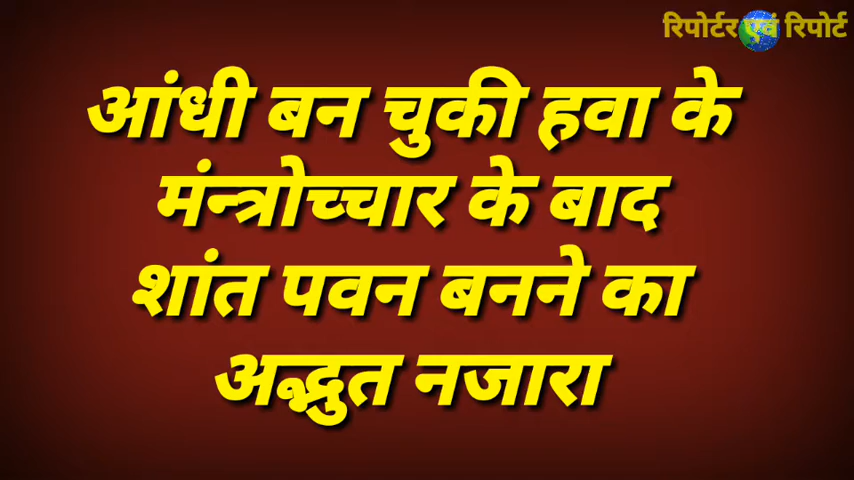 रिपोर्टर एवं रिपोर्ट
आंधी बन चुकी हवा के
मंन्त्रोच्चार के बाद
शांत पवन बनने का
अद्भुत नजारा